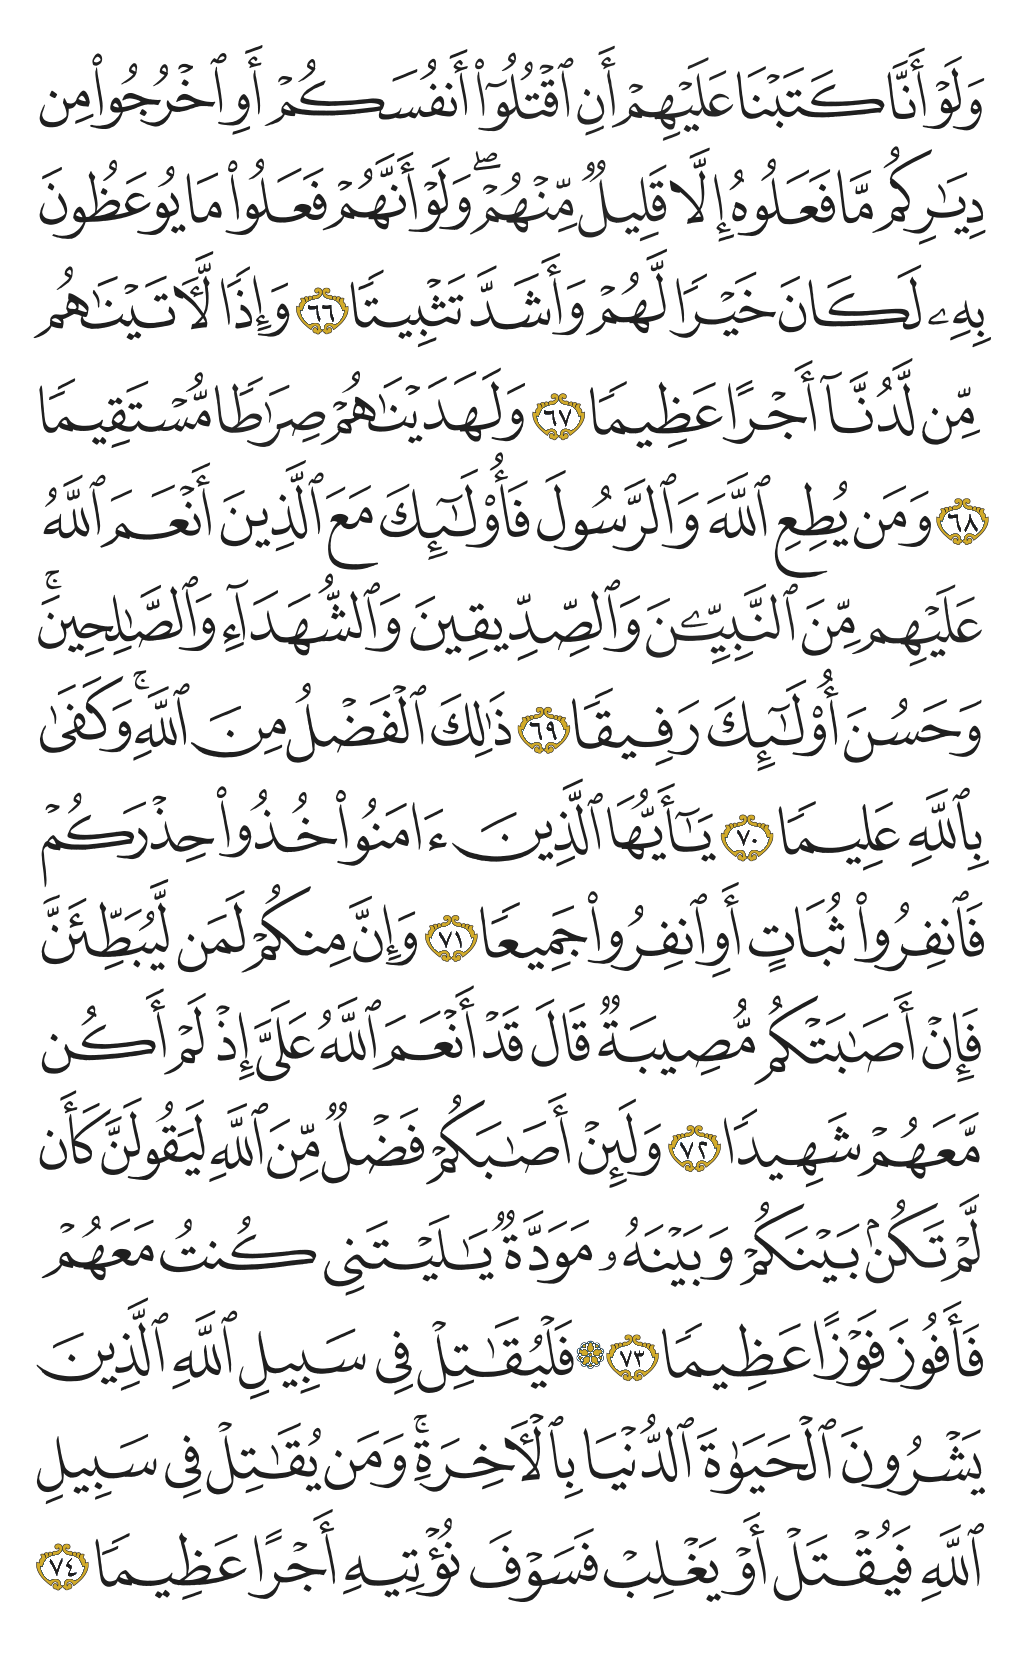 وَلَوْ أَنَّا كَتَبْنَا عَلَيْهِمْ أَنِ ٱقْتُلُوٓا۟ أَنفُسَكُمْ أَوِ ٱخْرُجُوا۟ مِن
دِيَـٰرِكُم مَّا فَعَلُوهُ إِلَّا قَلِيلٌ مِّنْهُمْ ۖ وَلَوْ أَنَّهُمْ فَعَلُوا۟ مَا يُوعَظُونَ
بِهِۦ لَكَانَ خَيْرًا لَّهُمْ وَأَشَدَّ تَثْبِيتًا ٦٦ وَإِذًا لَّـَٔاتَيْنَـٰهُم
مِّن لَّدُنَّآ أَجْرًا عَظِيمًا ٦٧ وَلَهَدَيْنَـٰهُمْ صِرَٰطًا مُّسْتَقِيمًا
٦٨ وَمَن يُطِعِ ٱللَّهَ وَٱلرَّسُولَ فَأُو۟لَـٰٓئِكَ مَعَ ٱلَّذِينَ أَنْعَمَ ٱللَّهُ
عَلَيْهِم مِّنَ ٱلنَّبِيِّـۧنَ وَٱلصِّدِّيقِينَ وَٱلشُّهَدَآءِ وَٱلصَّـٰلِحِينَ ۚ
وَحَسُنَ أُو۟لَـٰٓئِكَ رَفِيقًا ٦٩ ذَٰلِكَ ٱلْفَضْلُ مِنَ ٱللَّهِ ۚ وَكَفَىٰ
بِٱللَّهِ عَلِيمًا ٧٠ يَـٰٓأَيُّهَا ٱلَّذِينَ ءَامَنُوا۟ خُذُوا۟ حِذْرَكُمْ
فَٱنفِرُوا۟ ثُبَاتٍ أَوِ ٱنفِرُوا۟ جَمِيعًا ٧١ وَإِنَّ مِنكُمْ لَمَن لَّيُبَطِّئَنَّ
فَإِنْ أَصَـٰبَتْكُم مُّصِيبَةٌ قَالَ قَدْ أَنْعَمَ ٱللَّهُ عَلَىَّ إِذْ لَمْ أَكُن
مَّعَهُمْ شَهِيدًا ٧٢ وَلَئِنْ أَصَـٰبَكُمْ فَضْلٌ مِّنَ ٱللَّهِ لَيَقُولَنَّ كَأَن
لَّمْ تَكُنۢ بَيْنَكُمْ وَبَيْنَهُۥ مَوَدَّةٌ يَـٰلَيْتَنِى كُنتُ مَعَهُمْ
فَأَفُوزَ فَوْزًا عَظِيمًا ٧٣ ۞ فَلْيُقَـٰتِلْ فِى سَبِيلِ ٱللَّهِ ٱلَّذِينَ
يَشْرُونَ ٱلْحَيَوٰةَ ٱلدُّنْيَا بِٱلْـَٔاخِرَةِ ۚ وَمَن يُقَـٰتِلْ فِى سَبِيلِ
ٱللَّهِ فَيُقْتَلْ أَوْ يَغْلِبْ فَسَوْفَ نُؤْتِيهِ أَجْرًا عَظِيمًا ٧٤